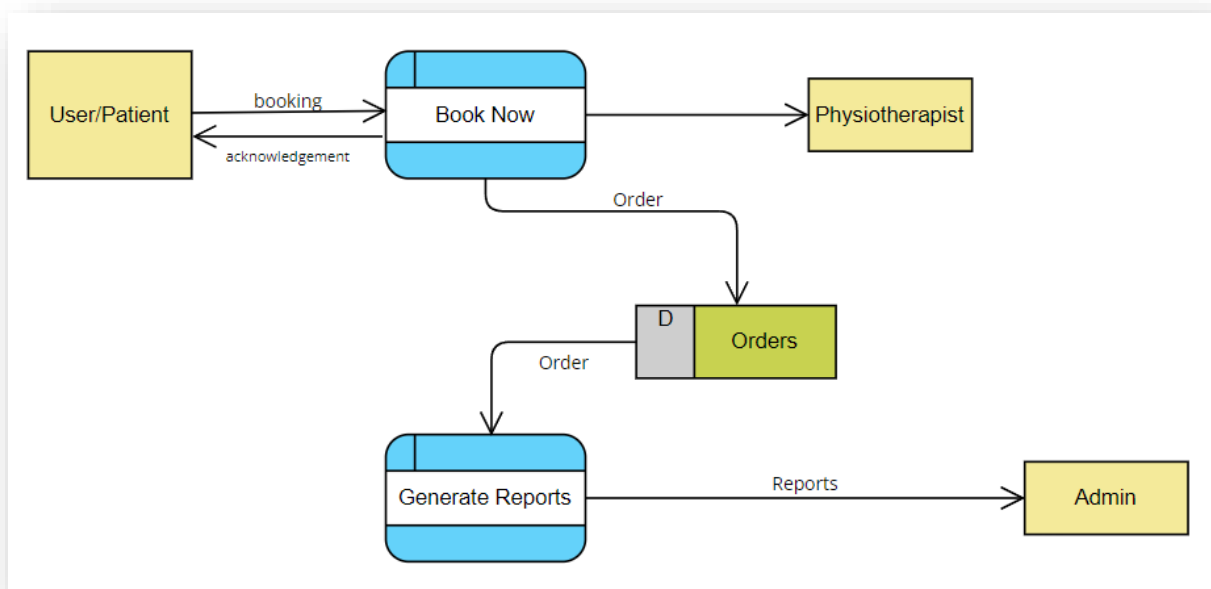 User/Patient
booking
acknowledgement
Book Now
Physiotherapist
Order
D
Orders
Order
Generate Reports
Reports
Admin